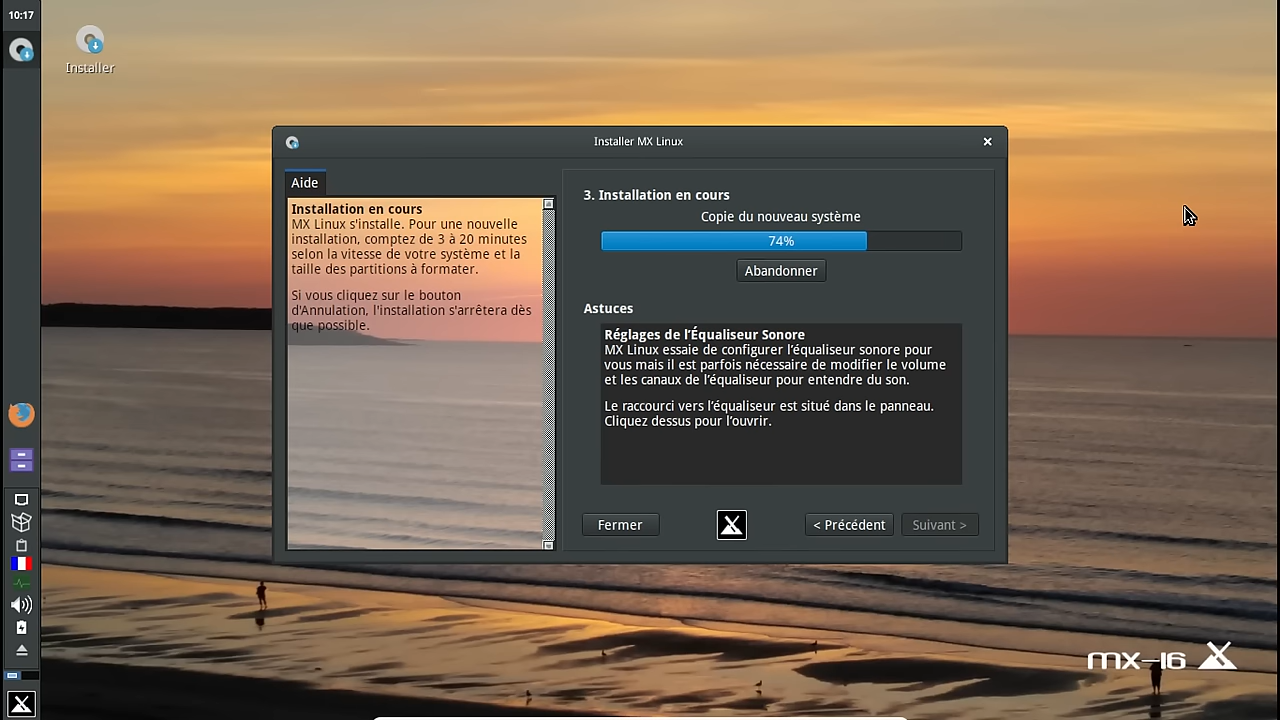 10:17
Installer
Installer MX Linux
Aide
Installation en cours
MX Linux s'installe. Pour une nouvelle
installation, comptez de 3 à 20 minutes
selon la vitesse de votre système et la
taille des partitions à formater.
Si vous cliquez sur le bouton
d'Annulation, l'installation s'arrêtera dès
que possible.
3. Installation en cours
Copie du nouveau système
74%
Abandonner
Astuces
Réglages de l’Équaliseur Sonore
MX Linux essaie de configurer l’équaliseur sonore pour
vous mais il est parfois nécessaire de modifier le volume
et les canaux de l’équaliseur pour entendre du son.
Le raccourci vers l’équaliseur est situé dans le panneau.
Cliquez dessus pour l’ouvrir.
Fermer
< Précédent
Suivant >
mx-16